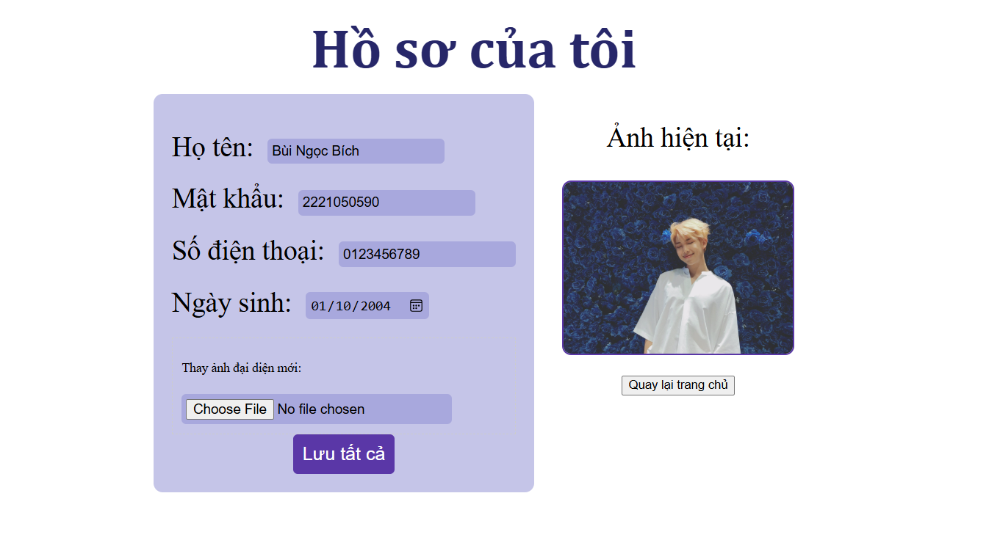 Hồ sơ của tôi
Họ tên: Bùi Ngọc Bích
Mật khẩu: 2221050590
Số điện thoại: 0123456789
Ngày sinh: 01/10/2004
Thay ảnh đại diện mới:
Choose File No file chosen
Lưu tất cả
Ảnh hiện tại:
Quay lại trang chủ